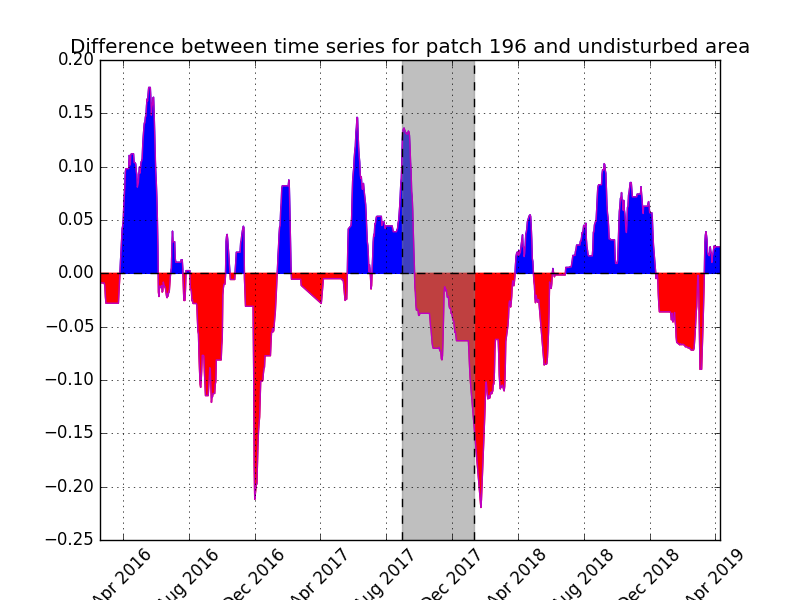 Difference between time series for patch 196 and undisturbed area
0.20
0.15
0.10
0.05
0.00
−0.05
−0.10
−0.15
−0.20
−0.25
Apr 2016
Aug 2016
Dec 2016
Apr 2017
Aug 2017
Dec 2017
Apr 2018
Aug 2018
Dec 2018
Apr 2019